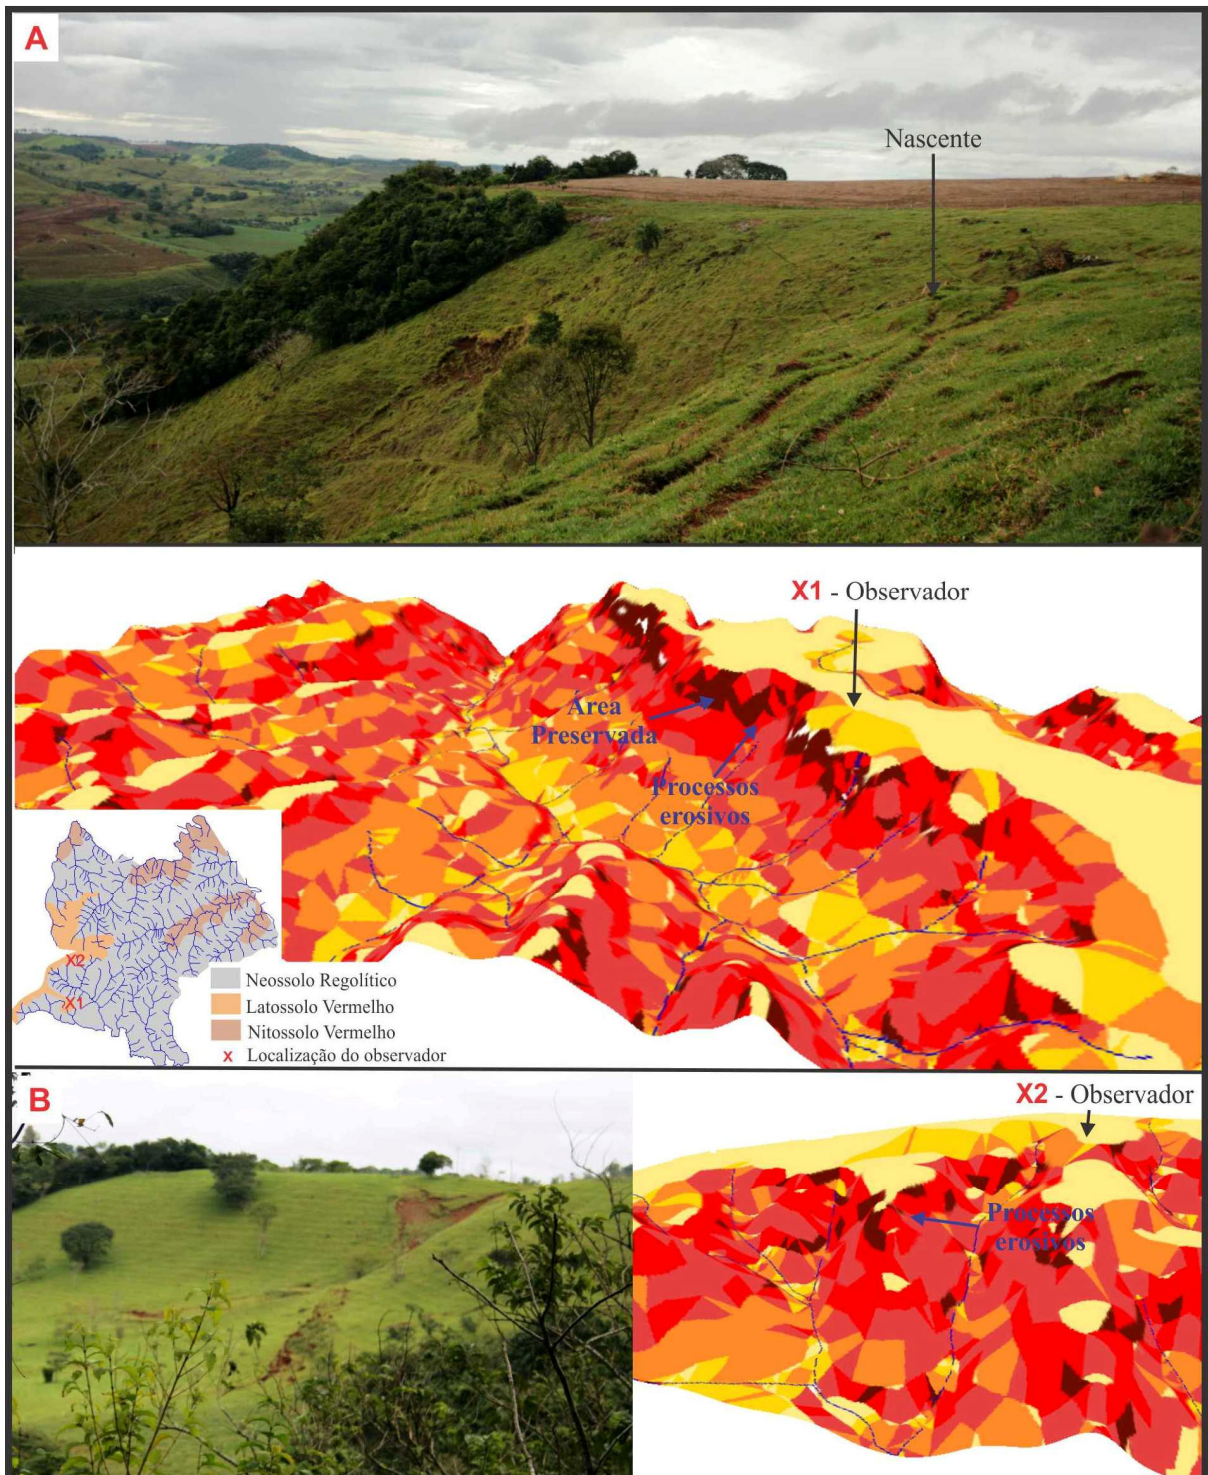 A
Nascente
X1 - Observador
Área
Preservada
Processos
erosivos
X2
X1
Neossolo Regolítico
Latossolo Vermelho
Nitossolo Vermelho
x Localização do observador
B
X2 - Observador
Processos
erosivos